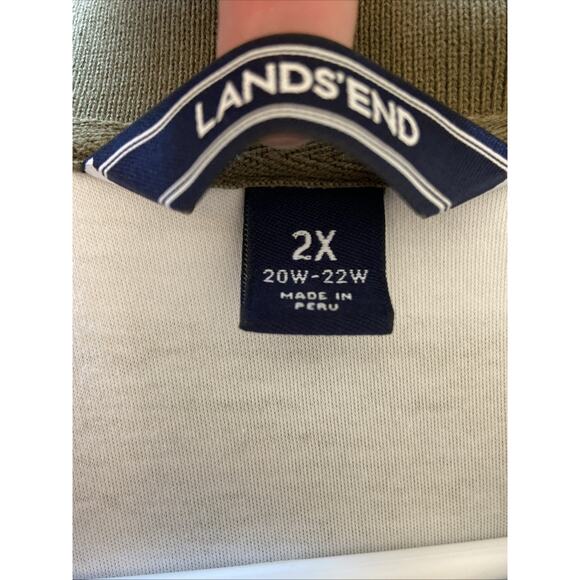 LANDS'END
2X
20W-22W
MADE IN
PERU